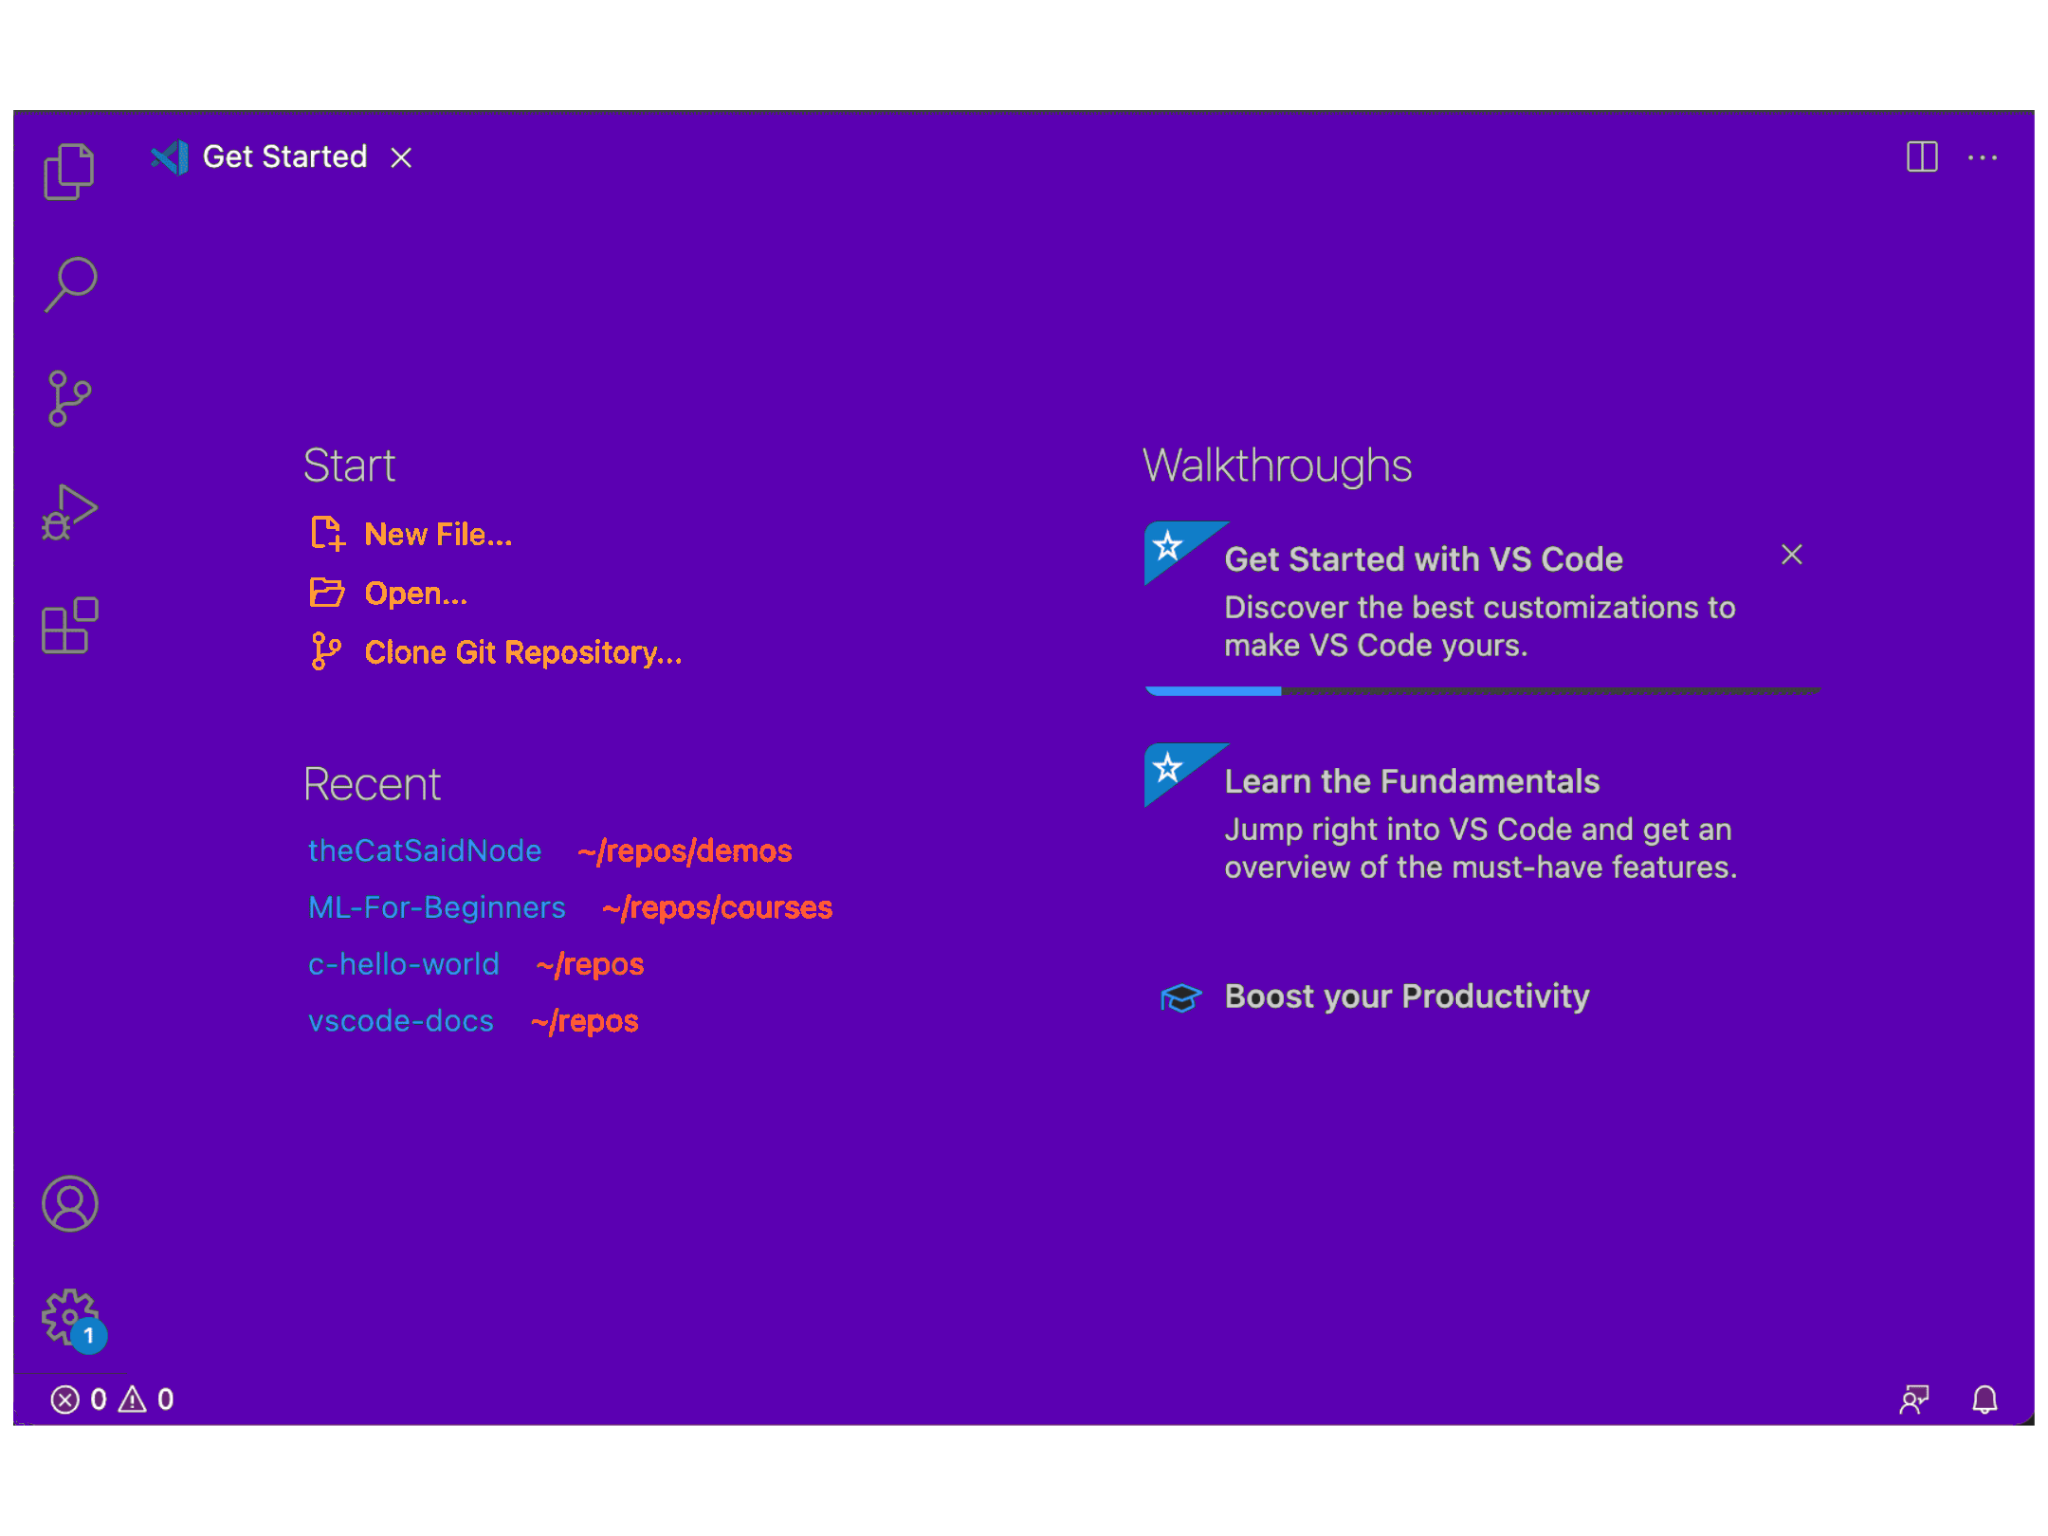 Get Started
Start
New File...
Open...
Clone Git Repository...
Recent
theCatSaidNode ~/repos/demos
ML-For-Beginners ~/repos/courses
c-hello-world ~/repos
vscode-docs ~/repos
Walkthroughs
Get Started with VS Code
Discover the best customizations to
make VS Code yours.
Learn the Fundamentals
Jump right into VS Code and get an
overview of the must-have features.
Boost your Productivity
1
0 0